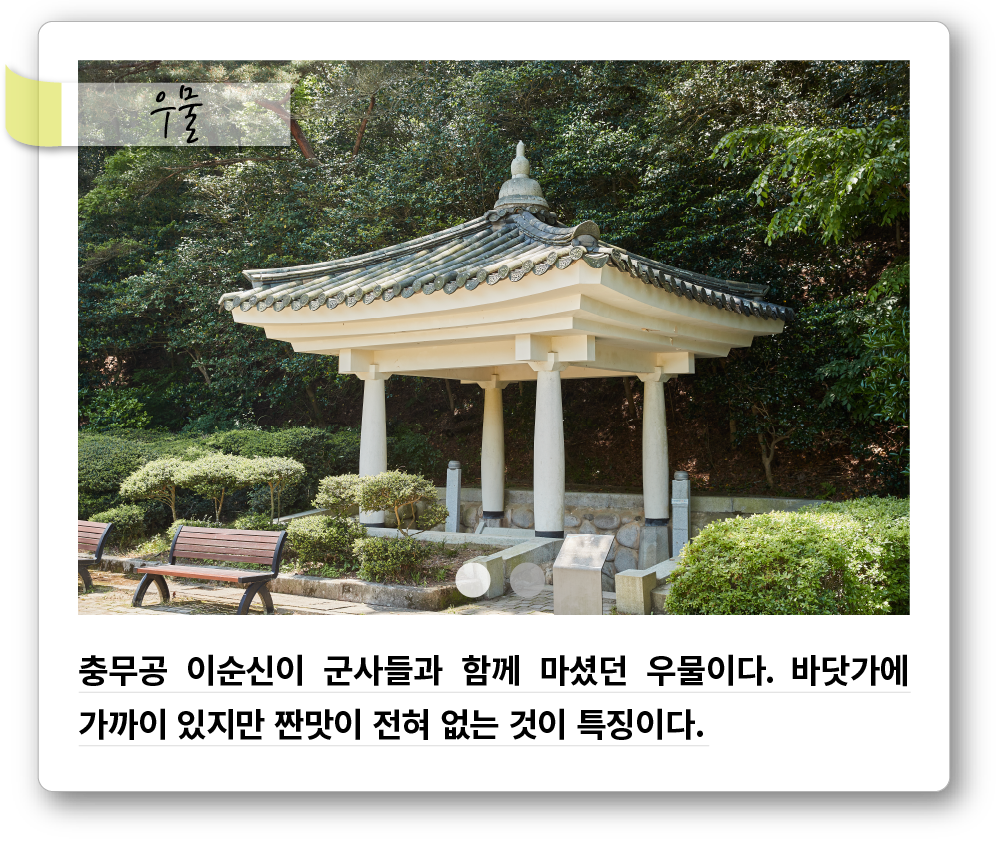 우물
충무공 이순신이 군사들과 함께 마셨던 우물이다. 바닷가에
가까이 있지만 짠맛이 전혀 없는 것이 특징이다.